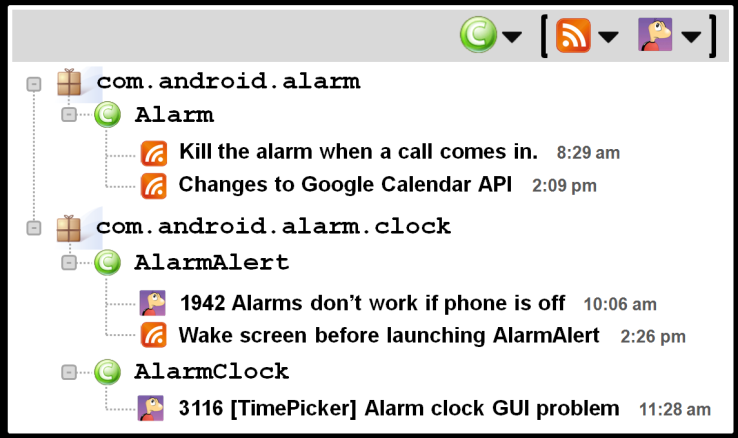 com.android.alarm
Alarm
Kill the alarm when a call comes in. 8:29 am
Changes to Google Calendar API 2:09 pm
com.android.alarm.clock
AlarmAlert
1942 Alarms don’t work if phone is off 10:06 am
Wake screen before launching AlarmAlert 2:26 pm
AlarmClock
3116 [TimePicker] Alarm clock GUI problem 11:28 am